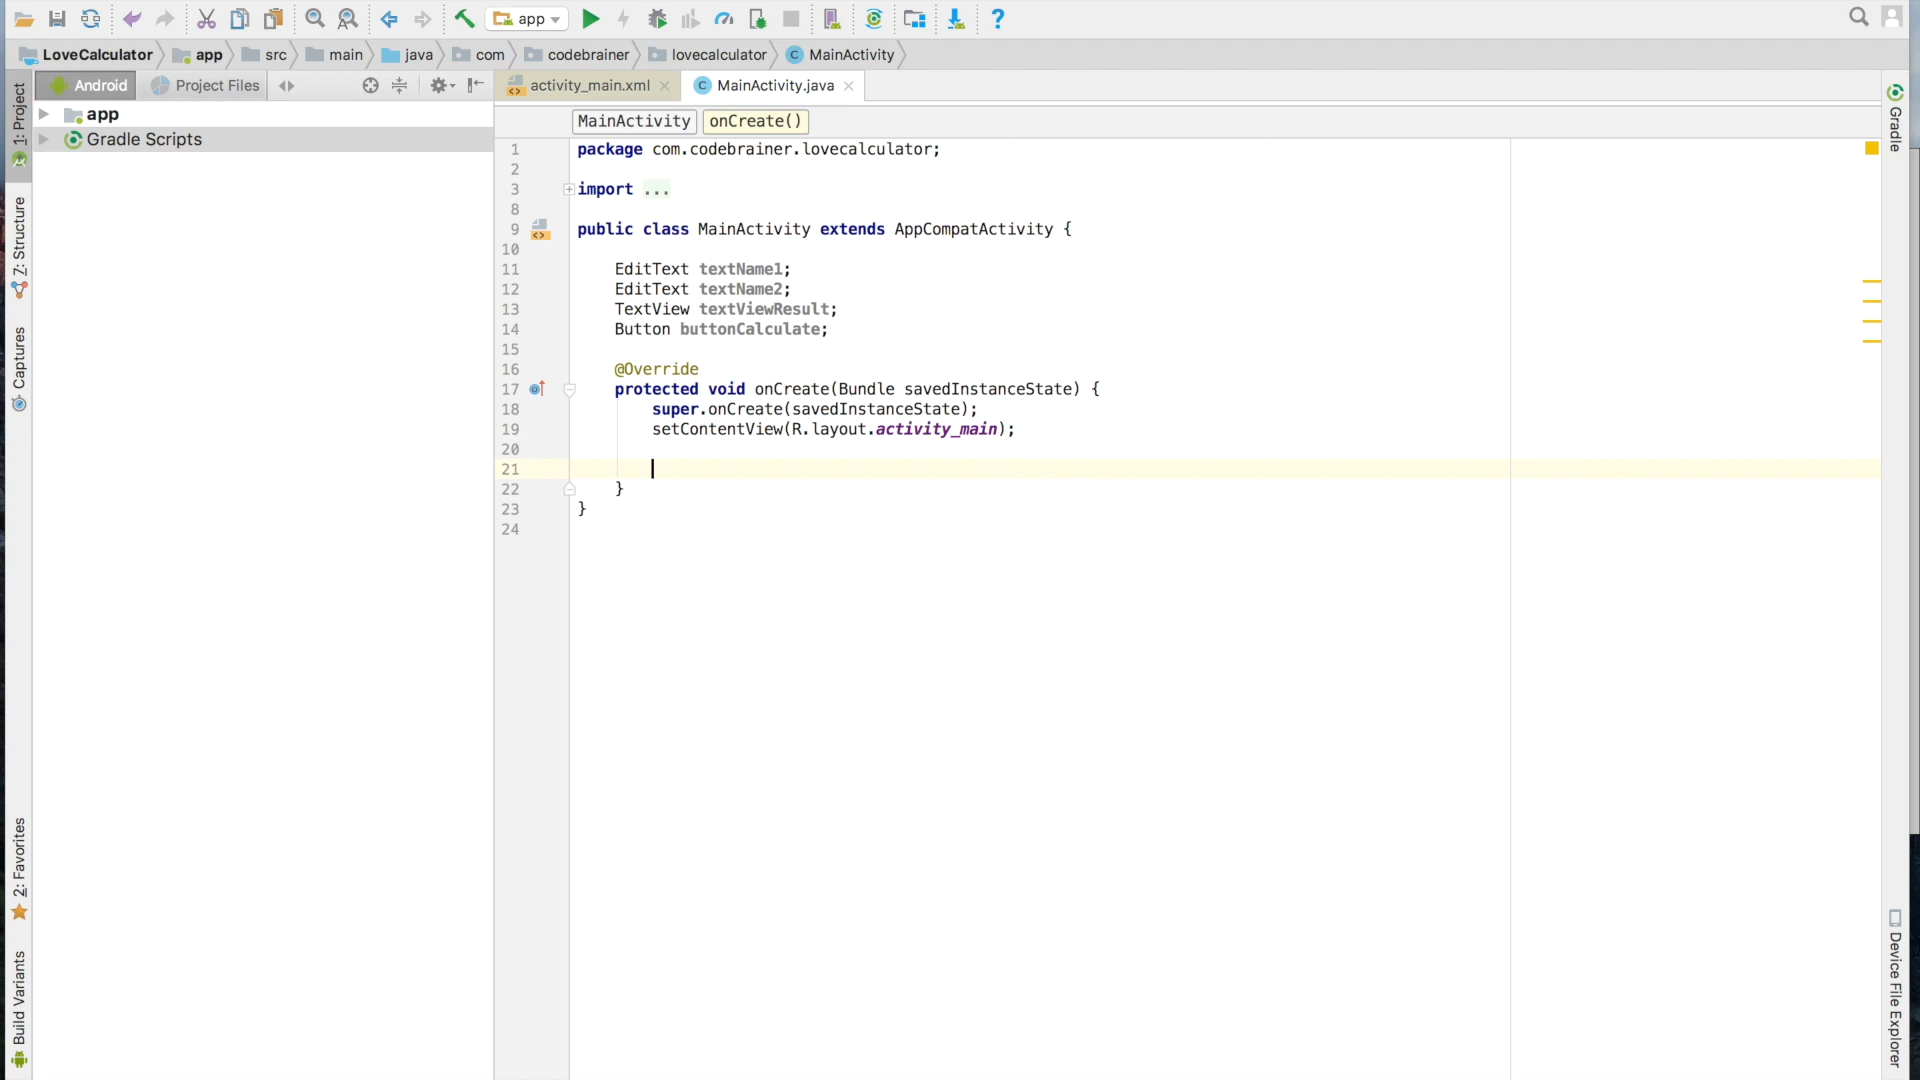 app
LoveCalculator app src main java com codebrainer lovecalculator MainActivity
1: Project
Android Project Files
app
Gradle Scripts
7: Structure
Captures
2: Favorites
Build Variants
activity_main.xml MainActivity.java
MainActivity onCreate()
1 package com.codebrainer.lovecalculator;
2
3 import ...
8
9 public class MainActivity extends AppCompatActivity {
10
11 EditText textName1;
12 EditText textName2;
13 TextView textViewResult;
14 Button buttonCalculate;
15
16 @Override
17 protected void onCreate(Bundle savedInstanceState) {
18 super.onCreate(savedInstanceState);
19 setContentView(R.layout.activity_main);
20
21
22 }
23 }
24
Gradle
Device File Explorer